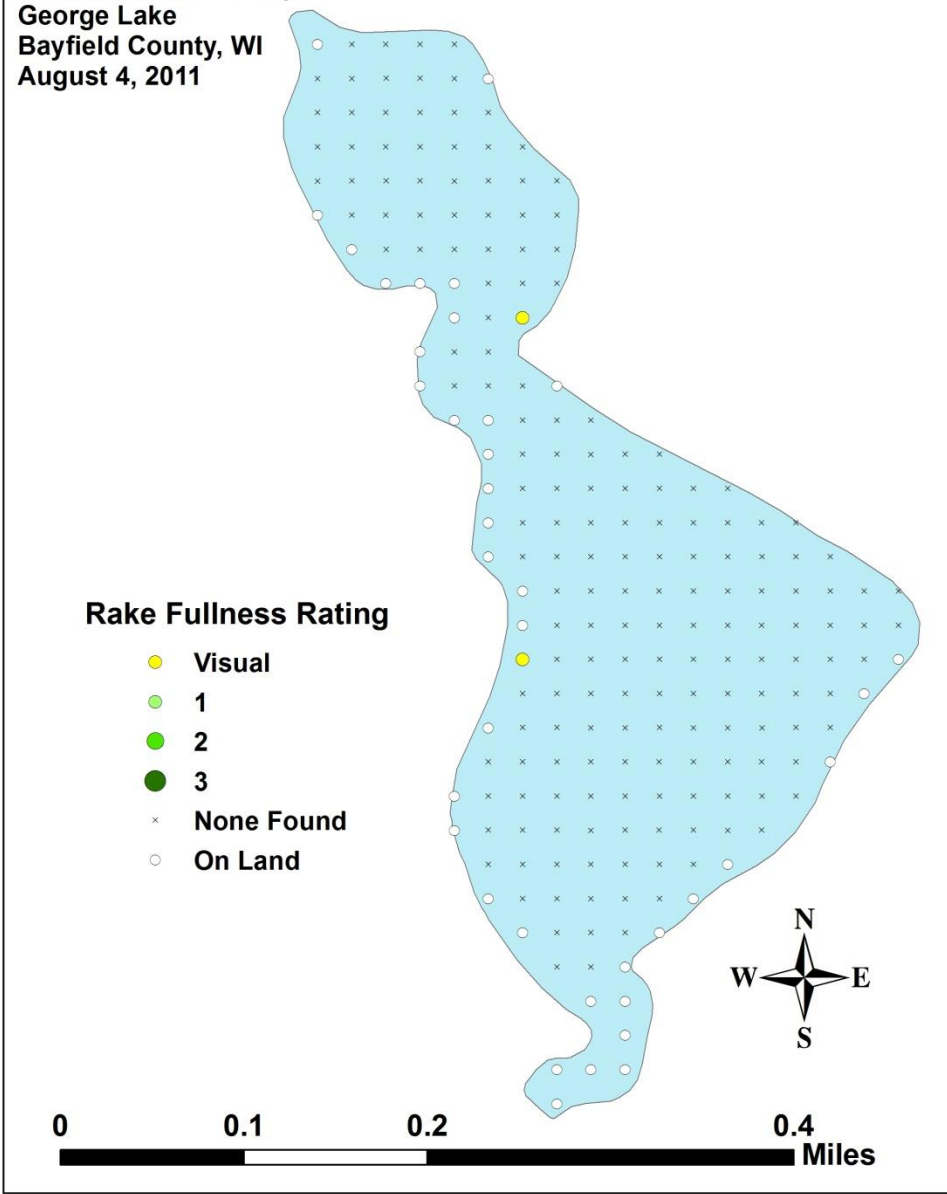 George Lake
Bayfield County, WI
August 4, 2011
Rake Fullness Rating
Visual
1
2
3
None Found
On Land
N
W E
S
0 0.1 0.2 0.4
Miles